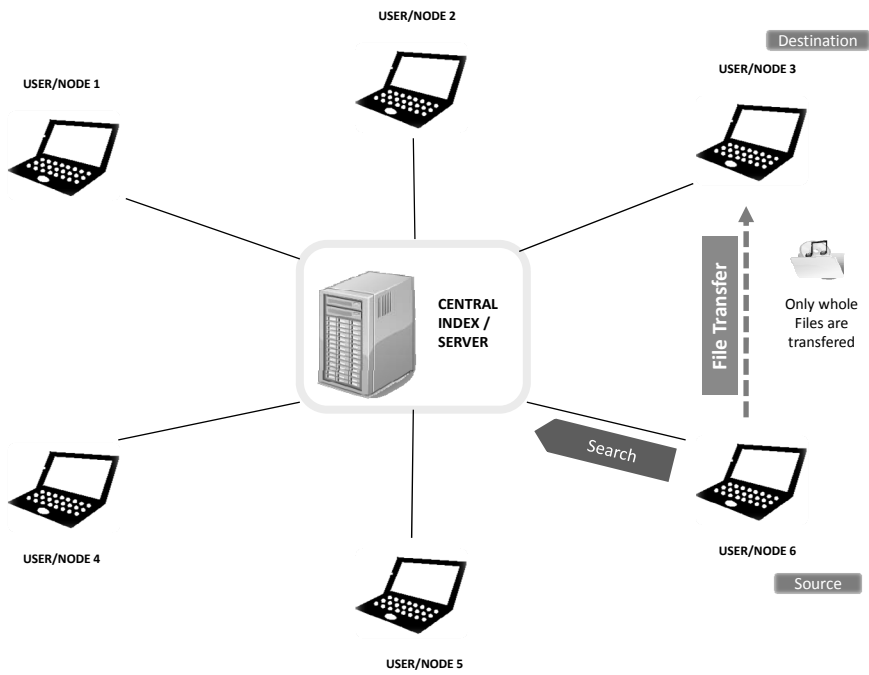 USER/NODE 2
Destination
USER/NODE 3
USER/NODE 1
CENTRAL
INDEX /
SERVER
File Transfer
Only whole
Files are
transfered
Search
USER/NODE 4
USER/NODE 6
Source
USER/NODE 5